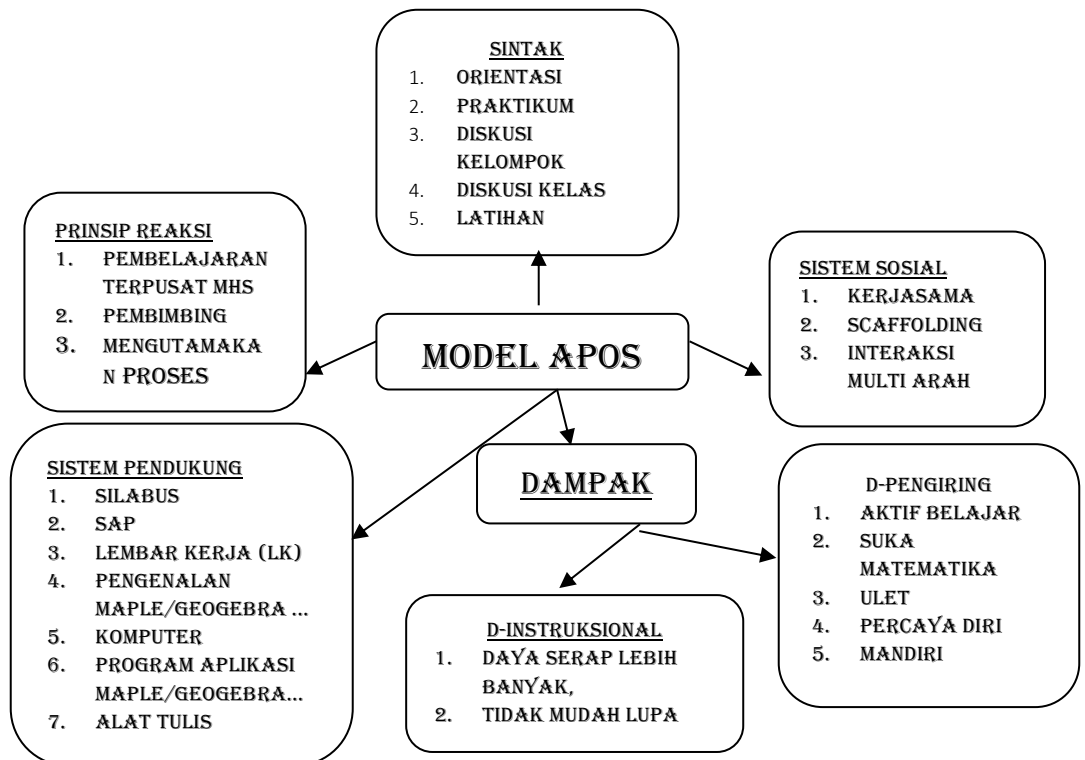 SINTAK
1. ORIENTASI
2. PRAKTIKUM
3. DISKUSI
KELOMPOK
4. DISKUSI KELAS
5. LATIHAN
PRINSIP REAKSI
1. PEMBELAJARAN
TERPUSAT MHS
2. PEMBIMBING
3. MENGUTAMAKA
N PROSES
MODEL APOS
SISTEM SOSIAL
1. KERJASAMA
2. SCAFFOLDING
3. INTERAKSI
MULTI ARAH
SISTEM PENDUKUNG
1. SILABUS
2. SAP
3. LEMBAR KERJA (LK)
4. PENGENALAN
MAPLE/GEOGEBRA ...
5. KOMPUTER
6. PROGRAM APLIKASI
MAPLE/GEOGEBRA...
7. ALAT TULIS
DAMPAK
D-INSTRUKSIONAL
1. DAYA SERAP LEBIH
BANYAK,
2. TIDAK MUDAH LUPA
D-PENGIRING
1. AKTIF BELAJAR
2. SUKA
MATEMATIKA
3. ULET
4. PERCAYA DIRI
5. MANDIRI